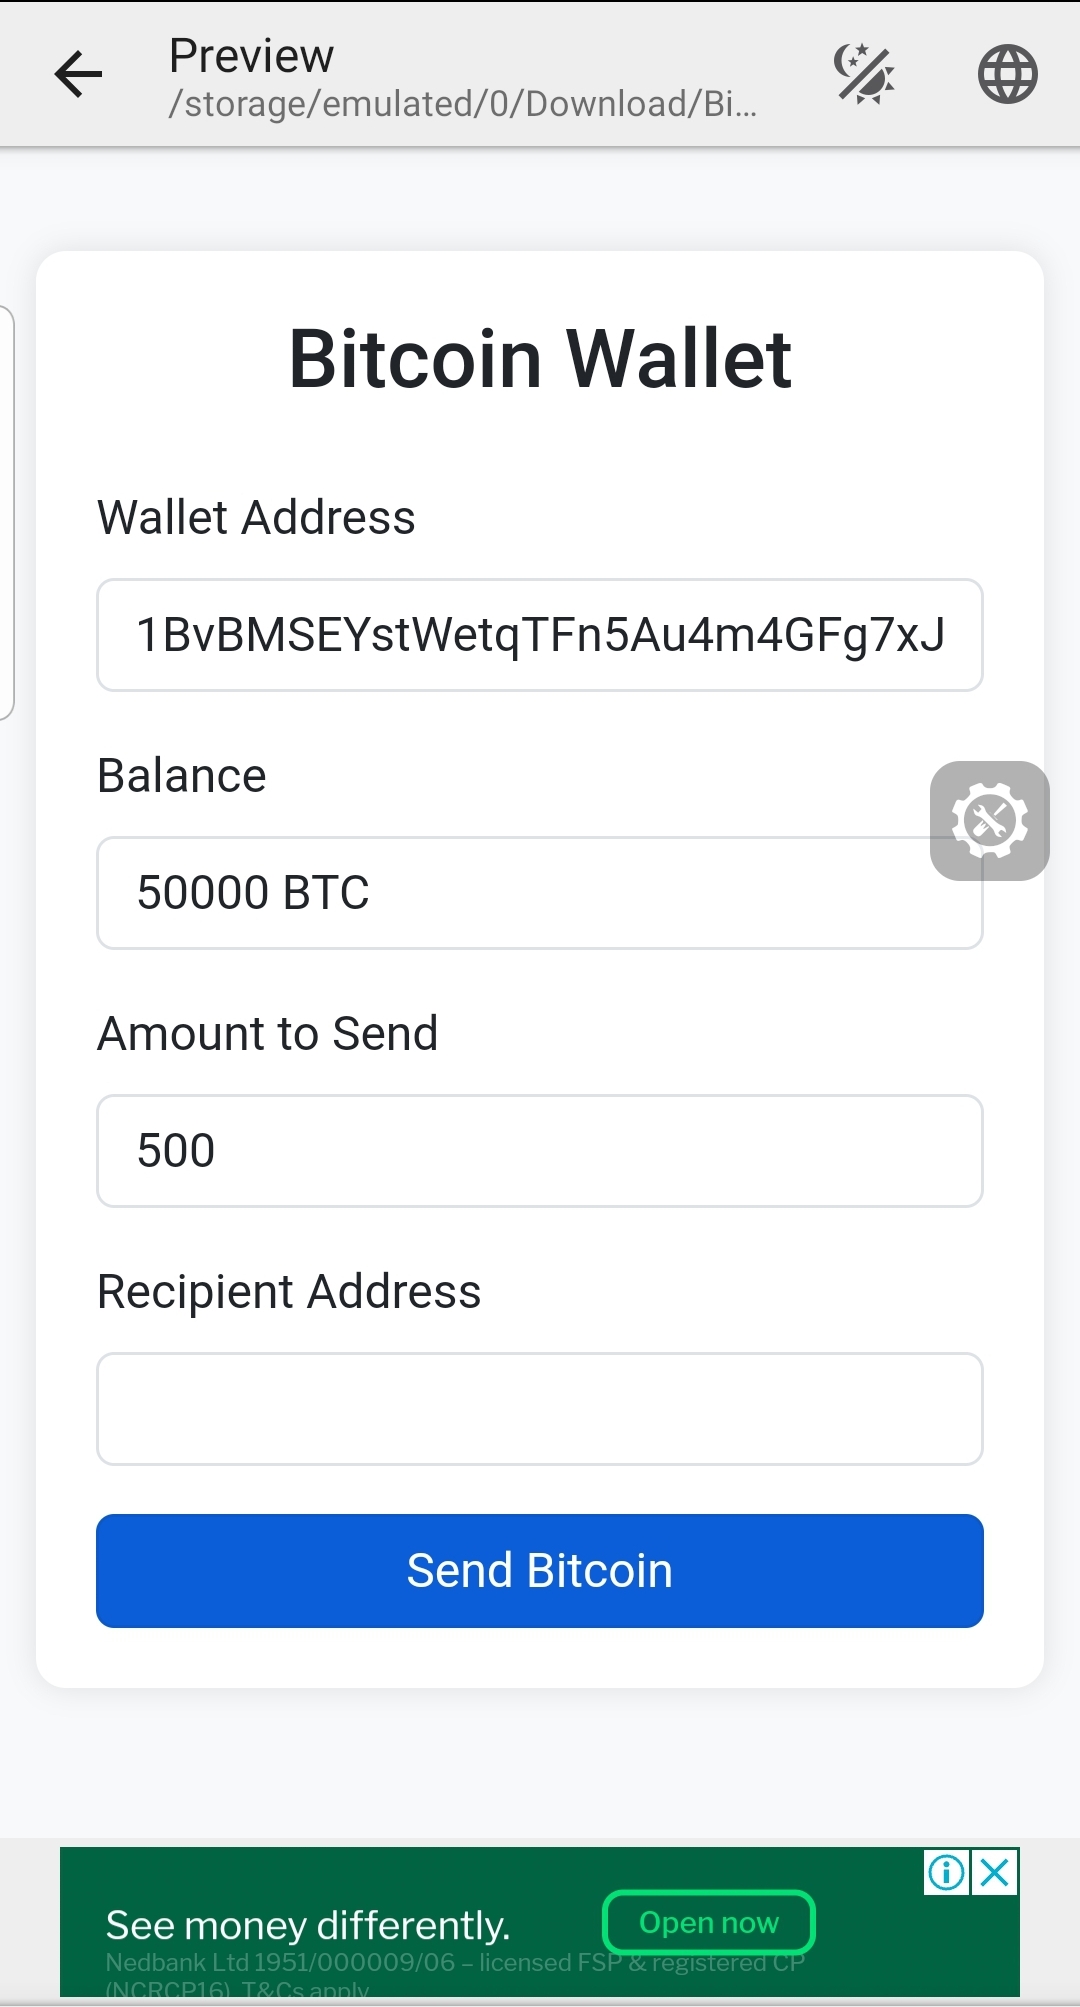 Preview
/storage/emulated/0/Download/Bi...
Bitcoin Wallet
Wallet Address
1BvBMSEYstWetqTFn5Au4m4GFg7xJ
Balance
50000 BTC
Amount to Send
500
Recipient Address
Send Bitcoin
See money differently.
Open now
Nedbank Ltd 1951/000009/06 – licensed FSP & registered CP
(NCRCP16). T&Cs apply